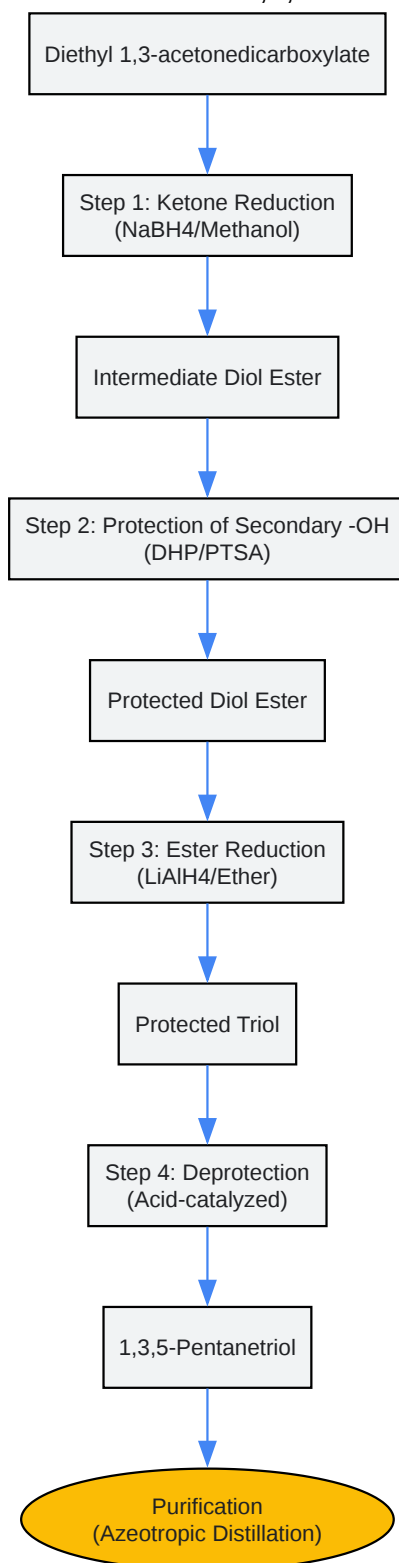 Diethyl 1,3-acetonedicarboxylate
Step 1: Ketone Reduction
(NaBH4/Methanol)
Intermediate Diol Ester
Step 2: Protection of Secondary -OH
(DHP/PTSA)
Protected Diol Ester
Step 3: Ester Reduction
(LiAlH4/Ether)
Protected Triol
Step 4: Deprotection
(Acid-catalyzed)
1,3,5-Pentanetriol
Purification
(Azeotropic Distillation)